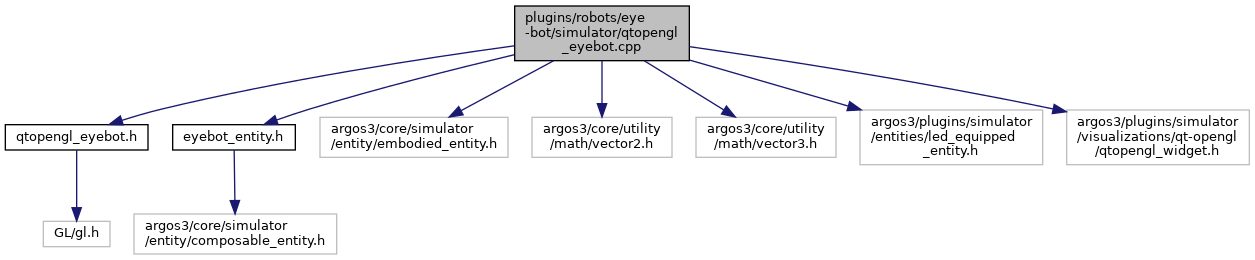 plugins/robots/eye
-bot/simulator/qtopengl
_eyebot.cpp
qtopengl_eyebot.h
eyebot_entity.h
argos3/core/simulator
/entity/embodied_entity.h
argos3/core/utility
/math/vector2.h
argos3/core/utility
/math/vector3.h
argos3/plugins/simulator
/entities/led_equipped
_entity.h
argos3/plugins/simulator
/visualizations/qt-opengl
/qtopengl_widget.h
GL/gl.h
argos3/core/simulator
/entity/composable_entity.h